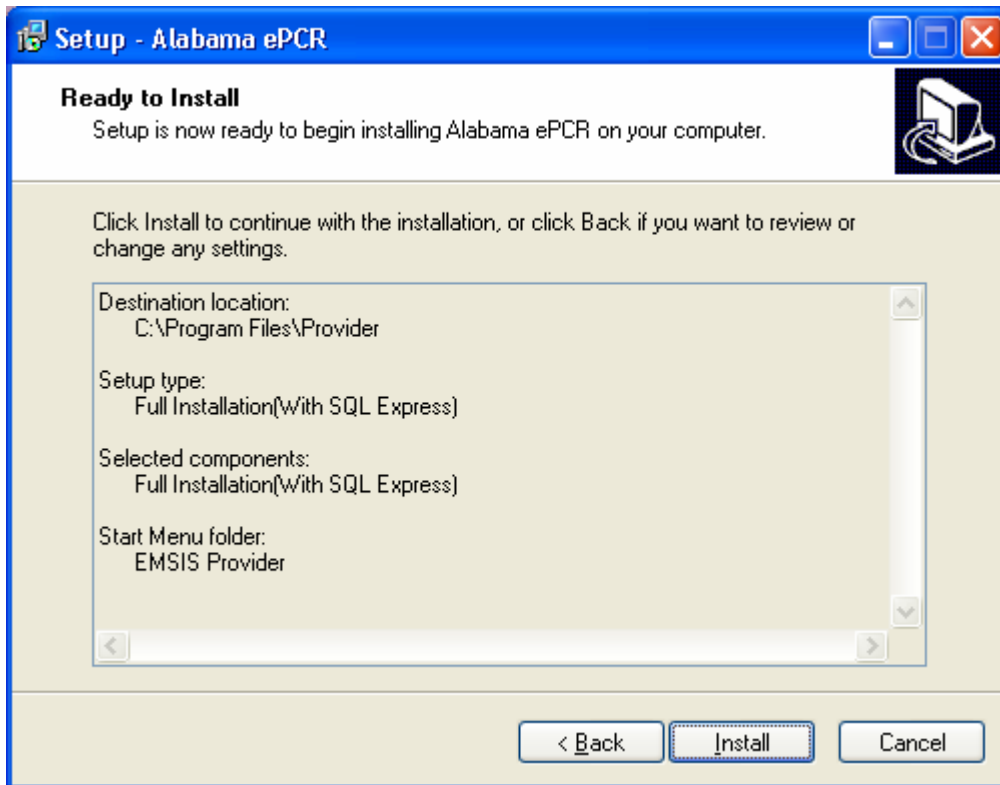 Setup - Alabama ePCR
Ready to Install
Setup is now ready to begin installing Alabama ePCR on your computer.
Click Install to continue with the installation, or click Back if you want to review or
change any settings.
Destination location:
C:\Program Files\Provider
Setup type:
Full Installation(With SQL Express)
Selected components:
Full Installation(With SQL Express)
Start Menu folder:
EMSIS Provider
< Back
Install
Cancel